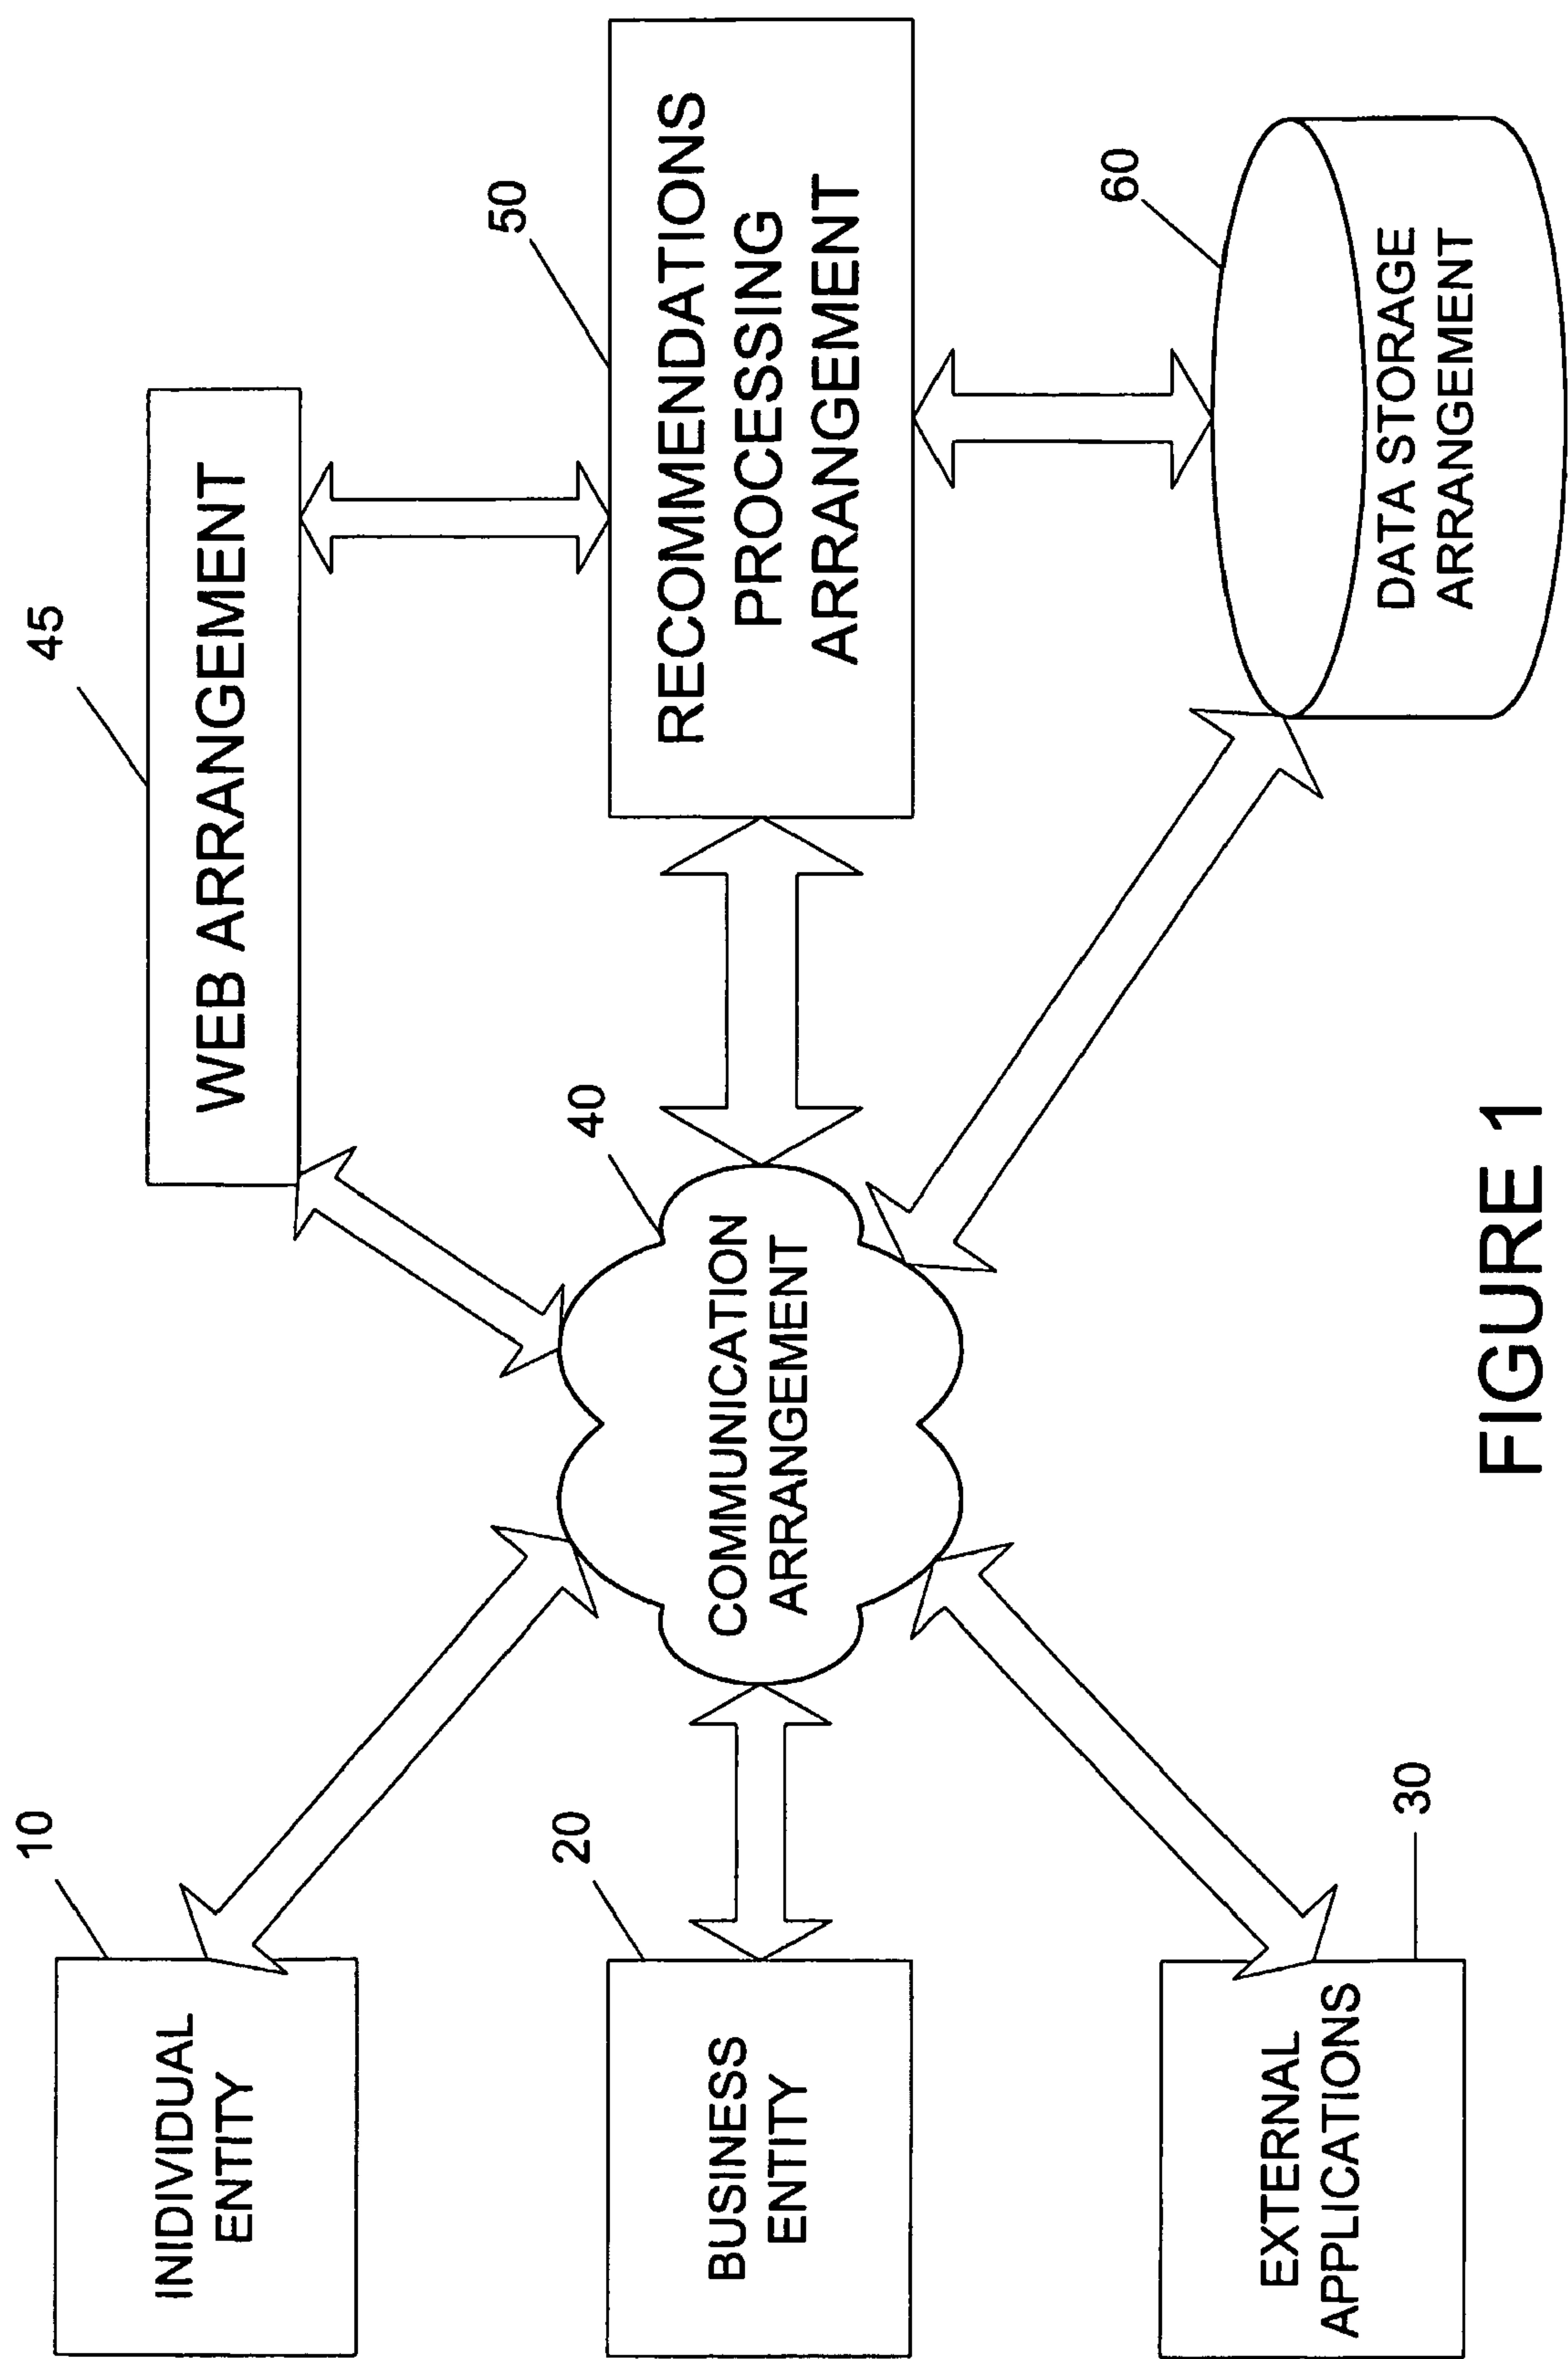 10
INIDIVIDUAL
ENTITY
20
BUSINESS
ENTITY
30
EXTERNAL
APPLICATIONS
40
COMMUNICATION
ARRANGEMENT
45
WEB ARRANGEMENT
50
RECOMMENDATIONS
PROCESSING
ARRANGEMENT
60
DATA STORAGE
ARRANGEMENT
FIGURE 1